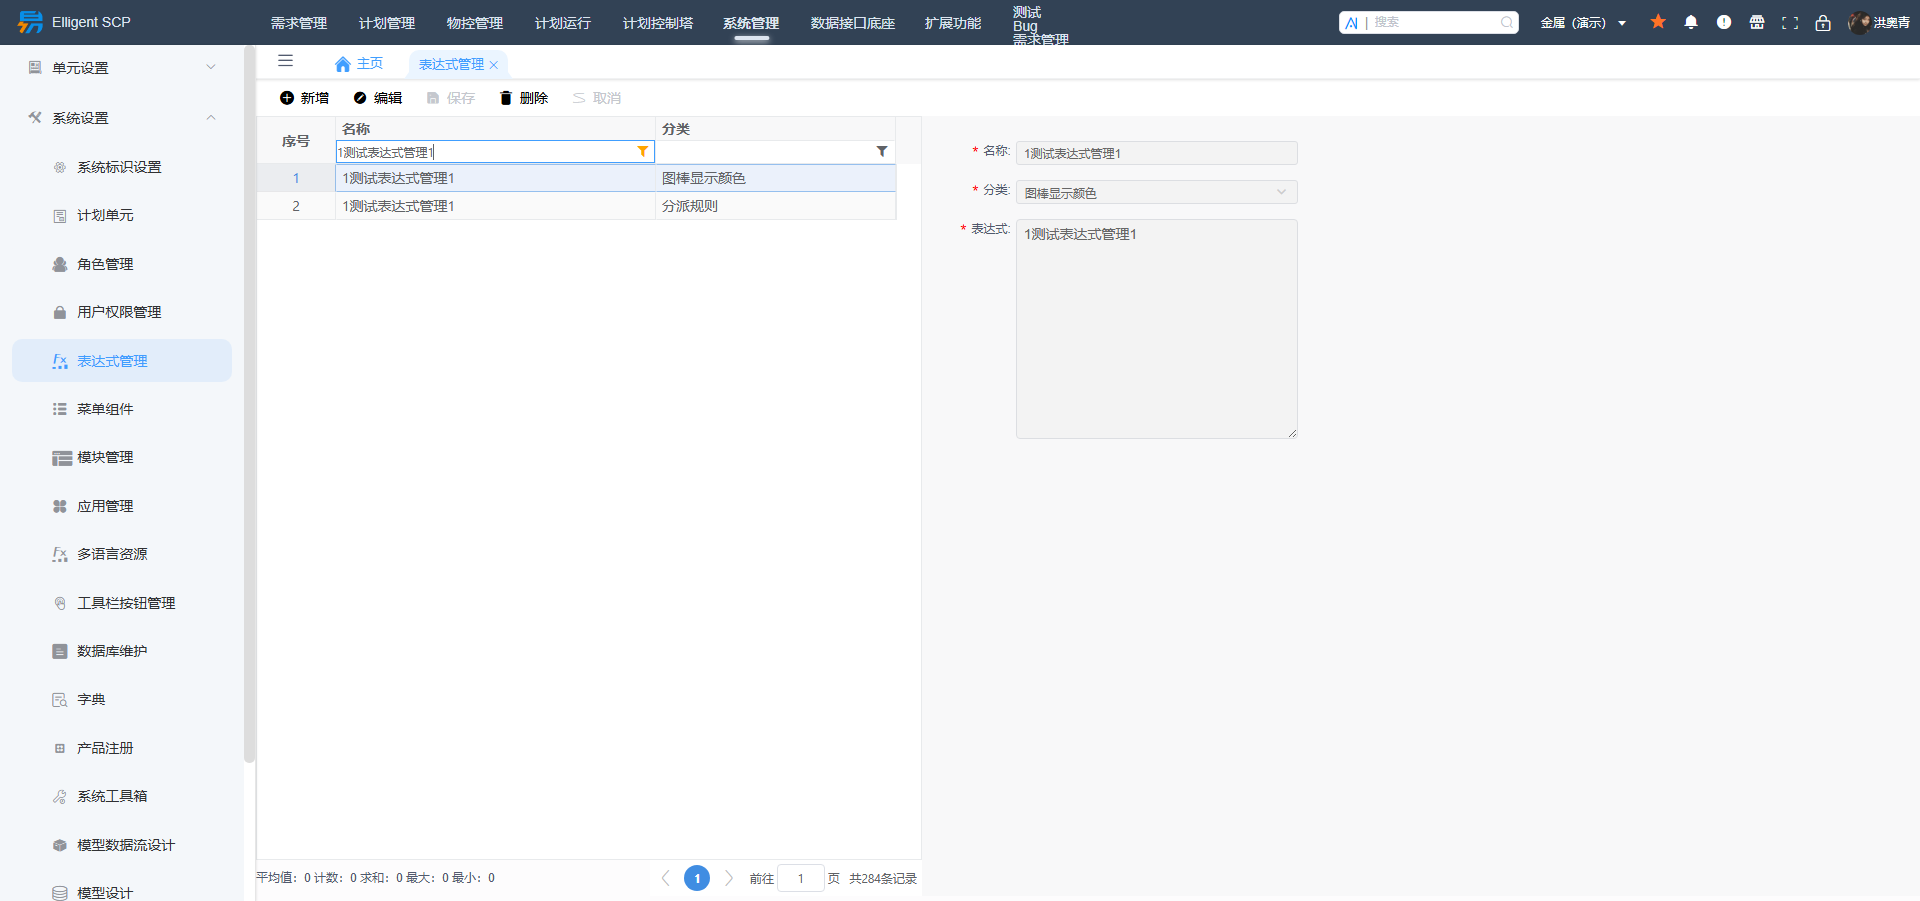 Elligent SCP
需求管理 计划管理 物控管理 计划运行 计划控制塔 系统管理 数据接口底座 扩展功能 测试 Bug 需求管理
AI | 搜索
金属（演示）
洪奥青
单元设置
系统设置
系统标识设置
计划单元
角色管理
用户权限管理
表达式管理
菜单组件
模块管理
应用管理
多语言资源
工具栏按钮管理
数据库维护
字典
产品注册
系统工具箱
模型数据流设计
模型设计
主页 表达式管理
新增 编辑 保存 删除 取消
序号 名称 分类
1测试表达式管理1
1 1测试表达式管理1 图棒显示颜色
2 1测试表达式管理1 分派规则
* 名称: 1测试表达式管理1
* 分类: 图棒显示颜色
* 表达式: 1测试表达式管理1
平均值：0 计数：0 求和：0 最大：0 最小：0
1 前往 1 页 共284条记录